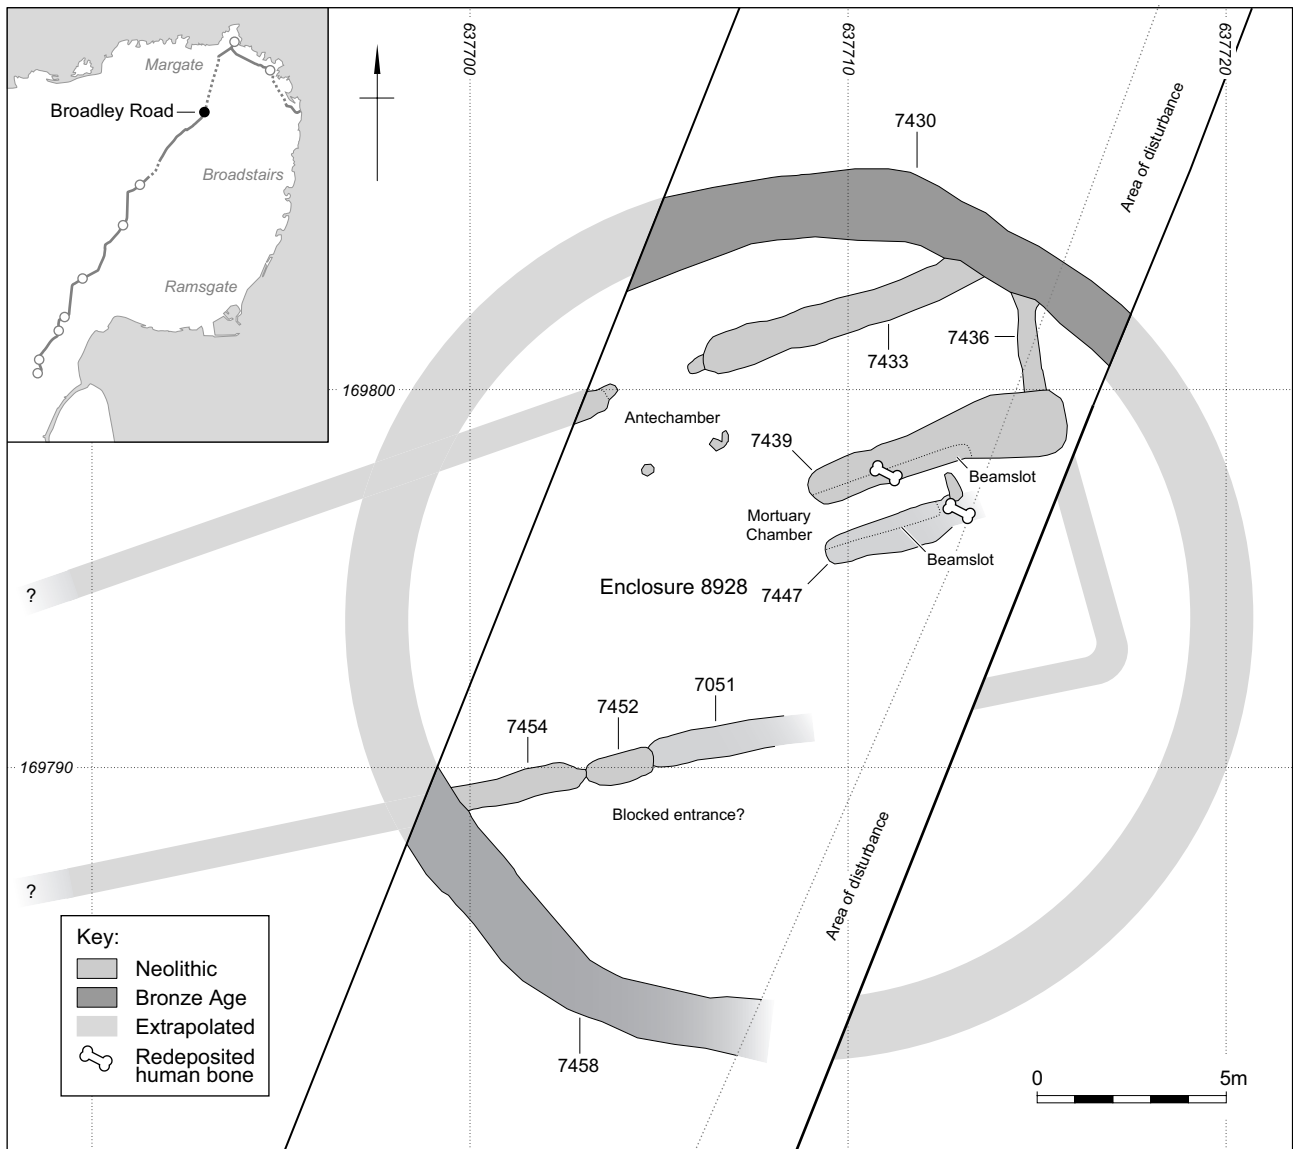 Margate
Broadley Road
Broadstairs
Ramsgate
637700
637710
637720
7430
Area of disturbance
7433
7436
169800
Antechamber
7439
Beamslot
Mortuary
Chamber
Beamslot
Enclosure 8928
7447
?
7051
7452
7454
169790
Blocked entrance?
Area of disturbance
?
7458
Key:
Neolithic
Bronze Age
Extrapolated
Redeposited
human bone
0 5m